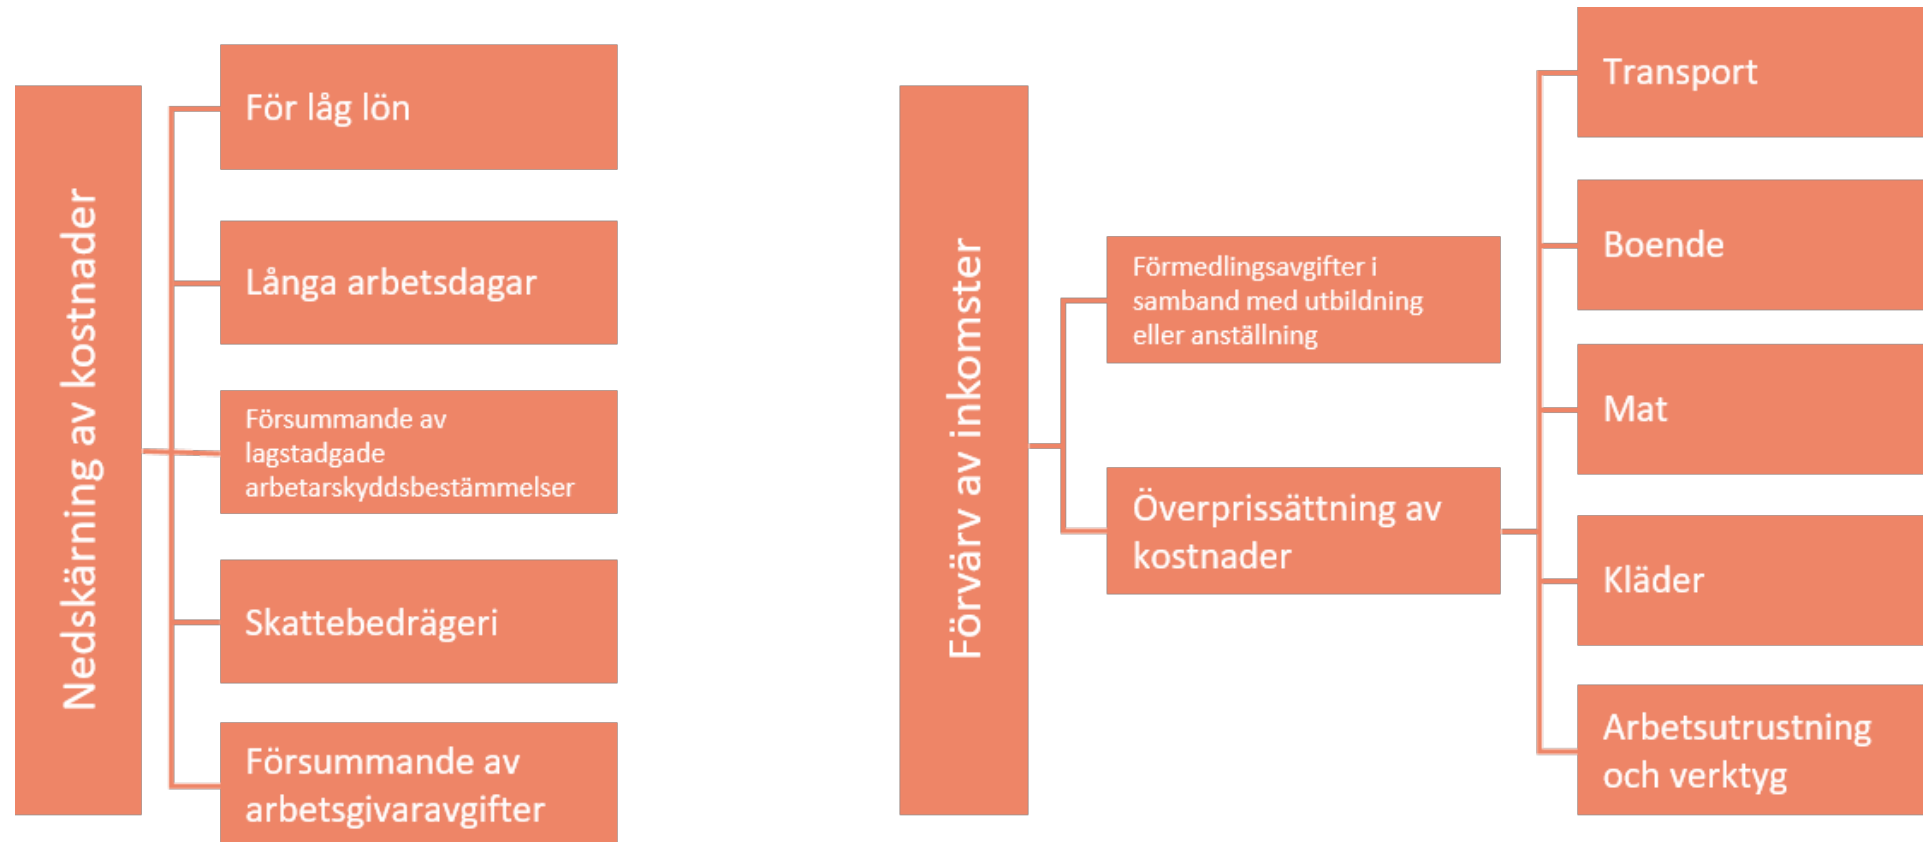 Nedskärning av kostnader
För låg lön
Långa arbetsdagar
Försummande av
lagstadgade
arbetarskyddsbestämmelser
Skattebedrägeri
Försummande av
arbetsgivaravgifter
Förvärv av inkomster
Förmedlingsavgifter i
samband med utbildning
eller anställning
Överprissättning av
kostnader
Transport
Boende
Mat
Kläder
Arbetsutrustning
och verktyg